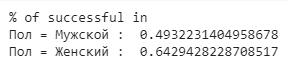 % of successful in
Пол = Мужской :  0.4932231404958678
Пол = Женский :  0.6429428228708517